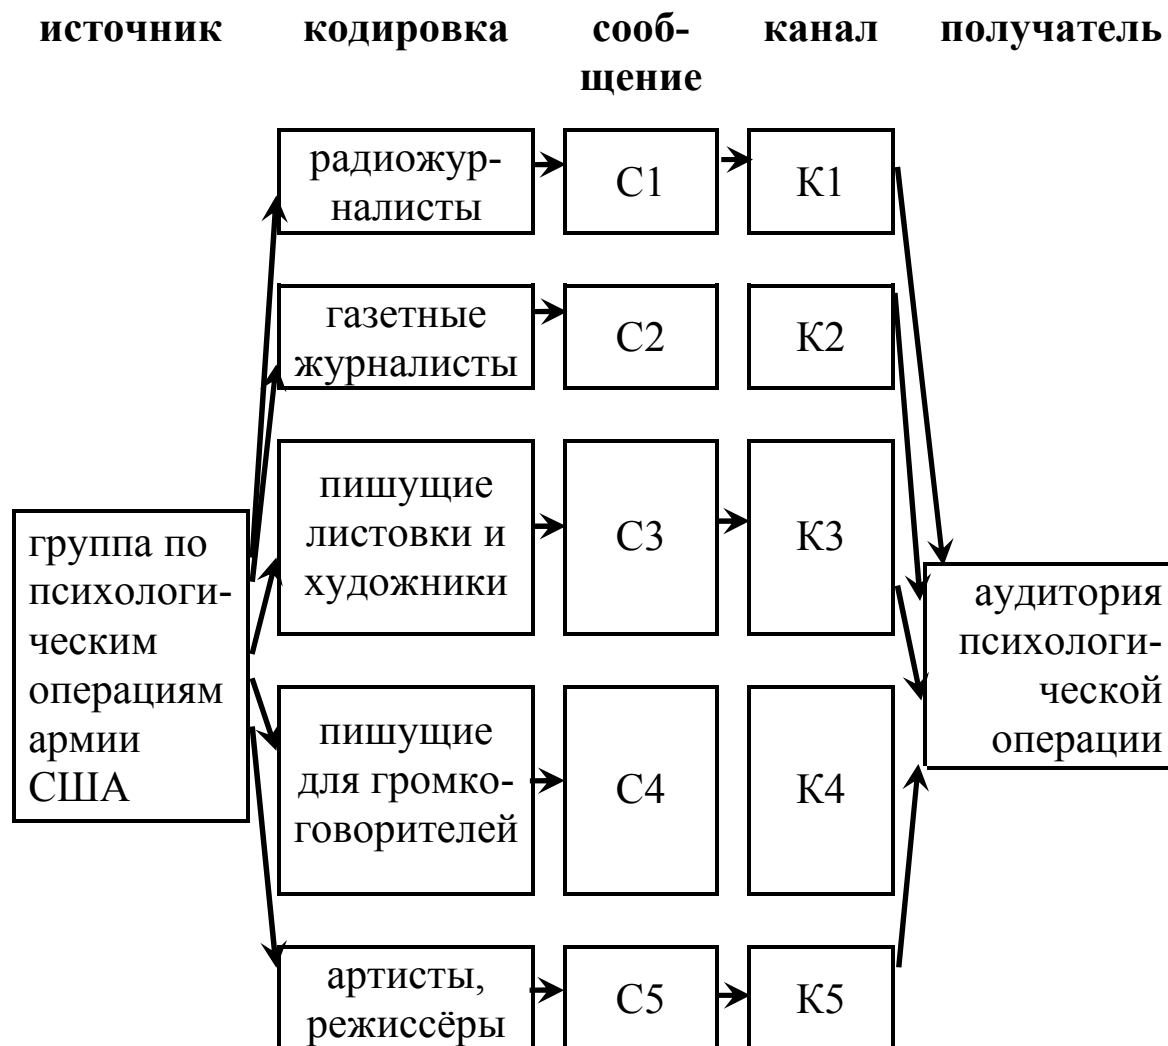 источник кодировка сооб- канал получатель
щение
радиожур-
налисты
С1
К1
газетные
журналисты
С2
К2
пишущие
листовки и
художники
С3
К3
группа по
психологи-
ческим
операциям
армии
США
аудитория
психологи-
ческой
операции
пишущие
для громко-
говорителей
С4
К4
артисты,
режиссёры
С5
К5